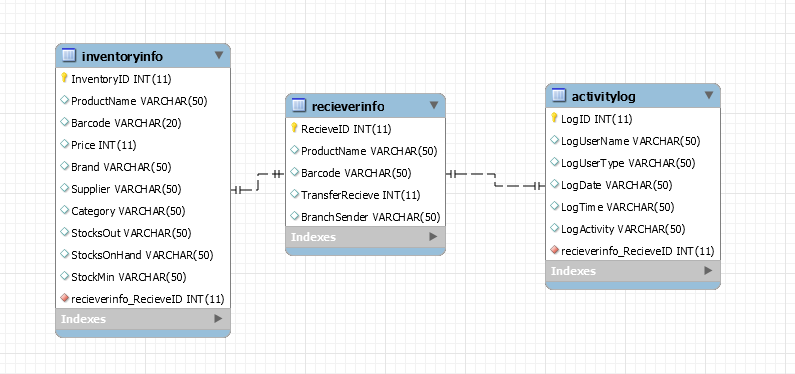 inventoryinfo
InventoryID INT(11)
ProductName VARCHAR(50)
Barcode VARCHAR(20)
Price INT(11)
Brand VARCHAR(50)
Supplier VARCHAR(50)
Category VARCHAR(50)
StocksOut VARCHAR(50)
StocksOnHand VARCHAR(50)
StockMin VARCHAR(50)
recieverinfo_RecieveID INT(11)
Indexes
recieverinfo
RecieveID INT(11)
ProductName VARCHAR(50)
Barcode VARCHAR(50)
TransferRecieve INT(11)
BranchSender VARCHAR(50)
Indexes
activitylog
LogID INT(11)
LogUserName VARCHAR(50)
LogUserType VARCHAR(50)
LogDate VARCHAR(50)
LogTime VARCHAR(50)
LogActivity VARCHAR(50)
recieverinfo_RecieveID INT(11)
Indexes